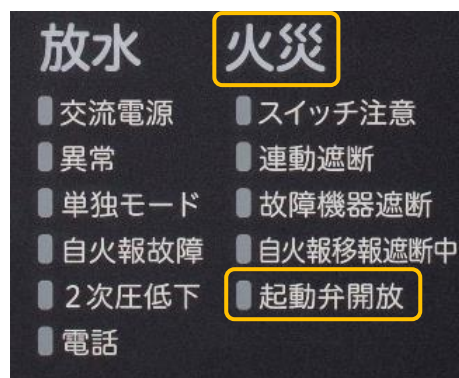 放水
火災
交流電源
スイッチ注意
異常
連動遮断
単独モード
故障機器遮断
自火報故障
自火報移報遮断中
2次圧低下
起動弁開放
電話